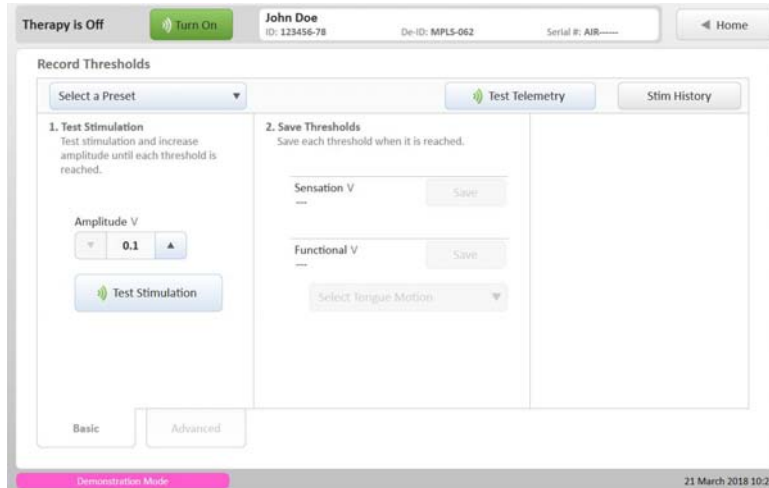 Therapy is Off
Turn On
John Doe
ID: 123456-78 De-ID: MPLS-062 Serial #: AIR------
Home
Record Thresholds
Select a Preset
Test Telemetry
Stim History
1. Test Stimulation
Test stimulation and increase
amplitude until each threshold is
reached.
Amplitude V
0.1
Test Stimulation
2. Save Thresholds
Save each threshold when it is reached.
Sensation V
---
Save
Functional V
---
Save
Select Tongue Motion
Basic
Advanced
Demonstration Mode
21 March 2018 10:2